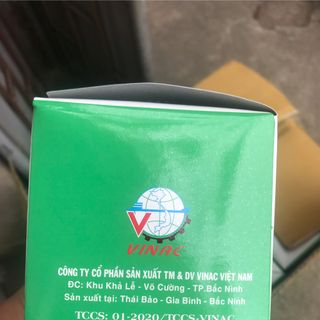 VINAC
CÔNG TY CỔ PHẦN SẢN XUẤT TM & DV VINAC VIỆT NAM
ĐC: Khu Khả Lễ - Võ Cường - TP.Bắc Ninh
Sản xuất tại: Thái Bảo - Gia Bình - Bắc Ninh
TCCS: 01-2020/TCCS-VINAC